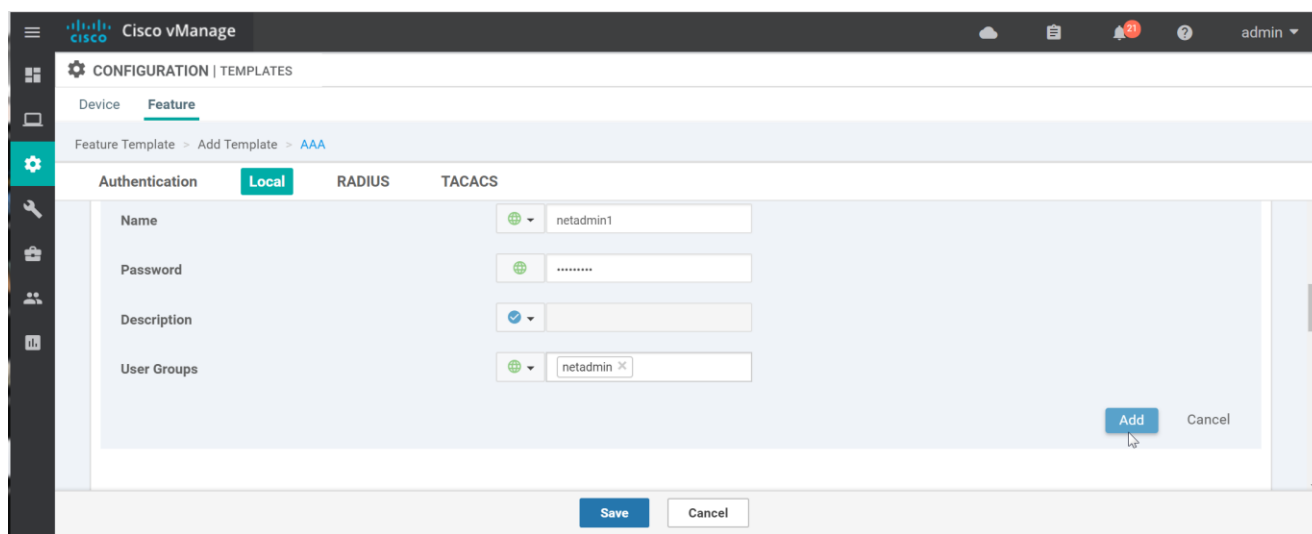 CISCO Cisco vManage 21 admin
CONFIGURATION | TEMPLATES
Device Feature
Feature Template > Add Template > AAA
Authentication Local RADIUS TACACS
Name netadmin1
Password •••••••••
Description
User Groups netadmin ×
Add Cancel
Save Cancel